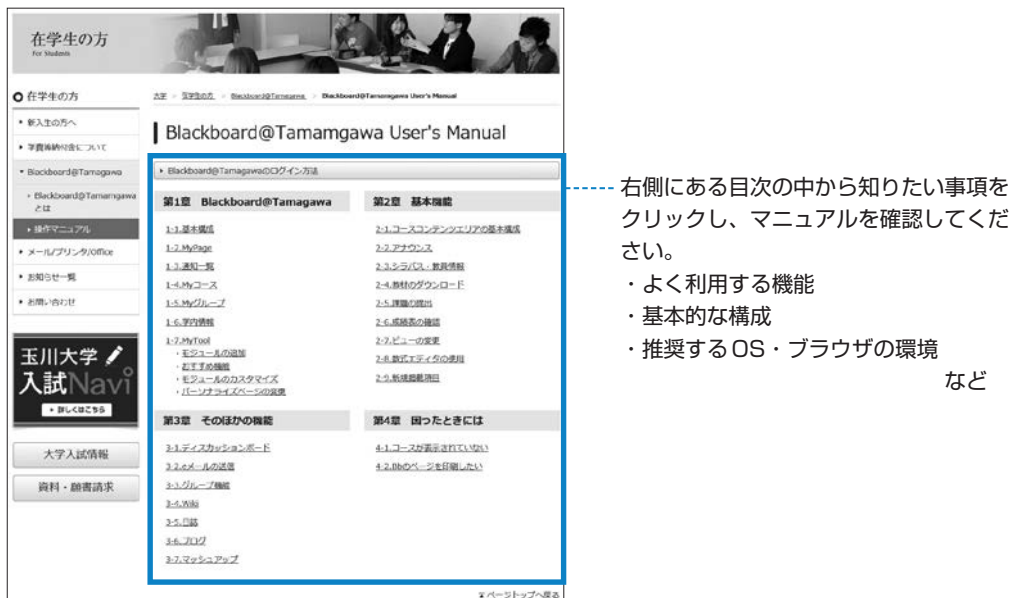 在学生の方
For Students
在学生の方
大学 > 在学生の方 > Blackboard@Tamagawa > Blackboard@Tamamgawa User's Manual
新入生の方へ
学費等納付金について
Blackboard@Tamagawa
Blackboard@Tamamgawa
とは
操作マニュアル
メール/プリンタ/Office
お知らせ一覧
お問い合わせ
玉川大学
入試Navi
詳しくはこちら
大学入試情報
資料・願書請求
Blackboard@Tamamgawa User's Manual
Blackboard@Tamagawaのログイン方法
第1章 Blackboard@Tamagawa
1-1.基本構成
1-2.MyPage
1-3.通知一覧
1-4.Myコース
1-5.Myグループ
1-6.学内情報
1-7.MyTool
・モジュールの追加
・おすすめ機能
・モジュールのカスタマイズ
・パーソナライズページの変更
第2章 基本機能
2-1.コースコンテンツエリアの基本構成
2-2.アナウンス
2-3.シラバス・教員情報
2-4.教材のダウンロード
2-5.課題の提出
2-6.成績表の確認
2-7.ビューの変更
2-8.数式エディタの使用
2-9.新規掲載項目
第3章 そのほかの機能
3-1.ディスカッションボード
3-2.eメールの送信
3-3.グループ機能
3-4.Wiki
3-5.日誌
3-6.ブログ
3-7.マッシュアップ
第4章 困ったときには
4-1.コースが表示されていない
4-2.Bbのページを印刷したい
ページトップへ戻る
右側にある目次の中から知りたい事項を
クリックし、マニュアルを確認してくだ
さい。
・よく利用する機能
・基本的な構成
・推奨するOS・ブラウザの環境
など